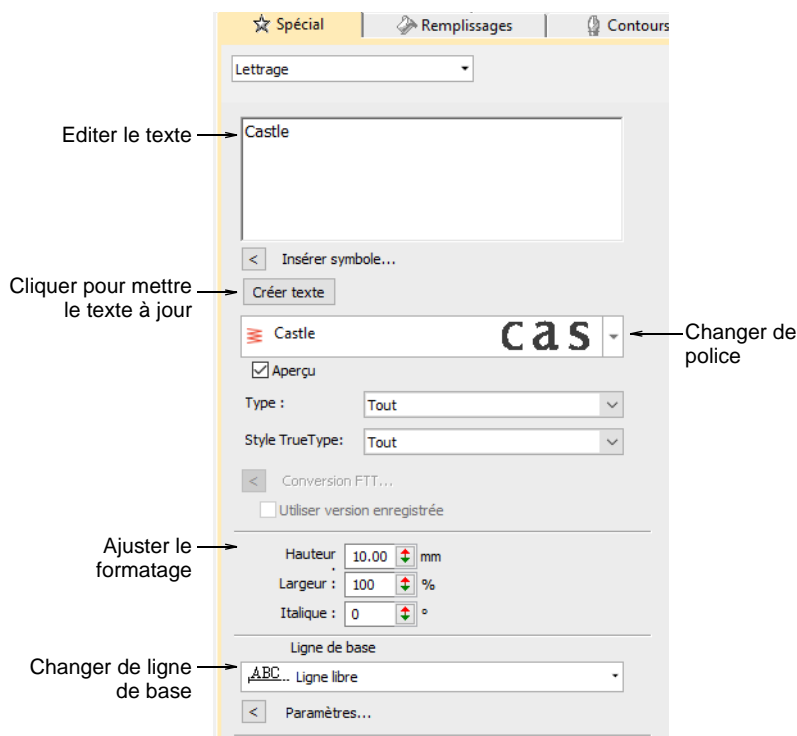 Spécial Remplissages Contours
Lettrage
Editer le texte
Castle
< Insérer symbole...
Cliquer pour mettre
le texte à jour
Créer texte
Castle cas
Changer de
police
Aperçu
Type : Tout
Style TrueType: Tout
< Conversion FTT...
Utiliser version enregistrée
Ajuster le
formatage
Hauteur : 10.00 mm
Largeur : 100 %
Italique : 0 °
Ligne de base
Changer de ligne
de base
ABC... Ligne libre
< Paramètres...